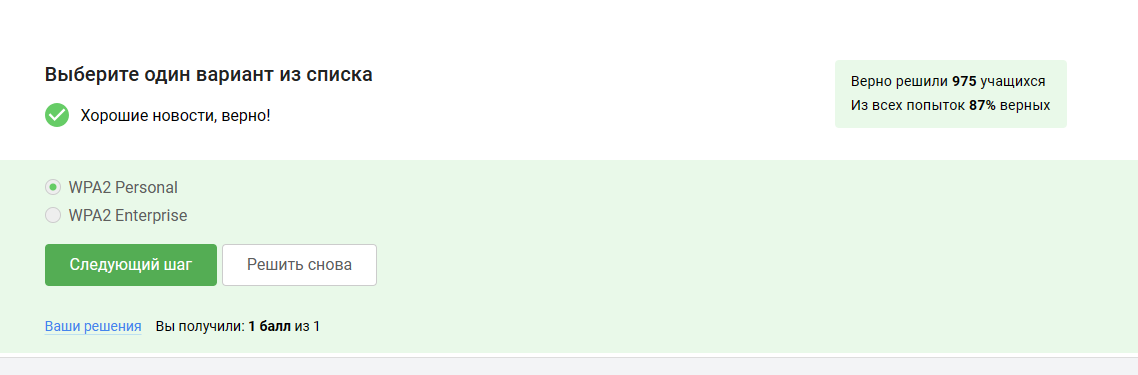 Выберите один вариант из списка
Хорошие новости, верно!
Верно решили 975 учащихся
Из всех попыток 87% верных
WPA2 Personal
WPA2 Enterprise
Следующий шаг
Решить снова
Ваши решения Вы получили: 1 балл из 1